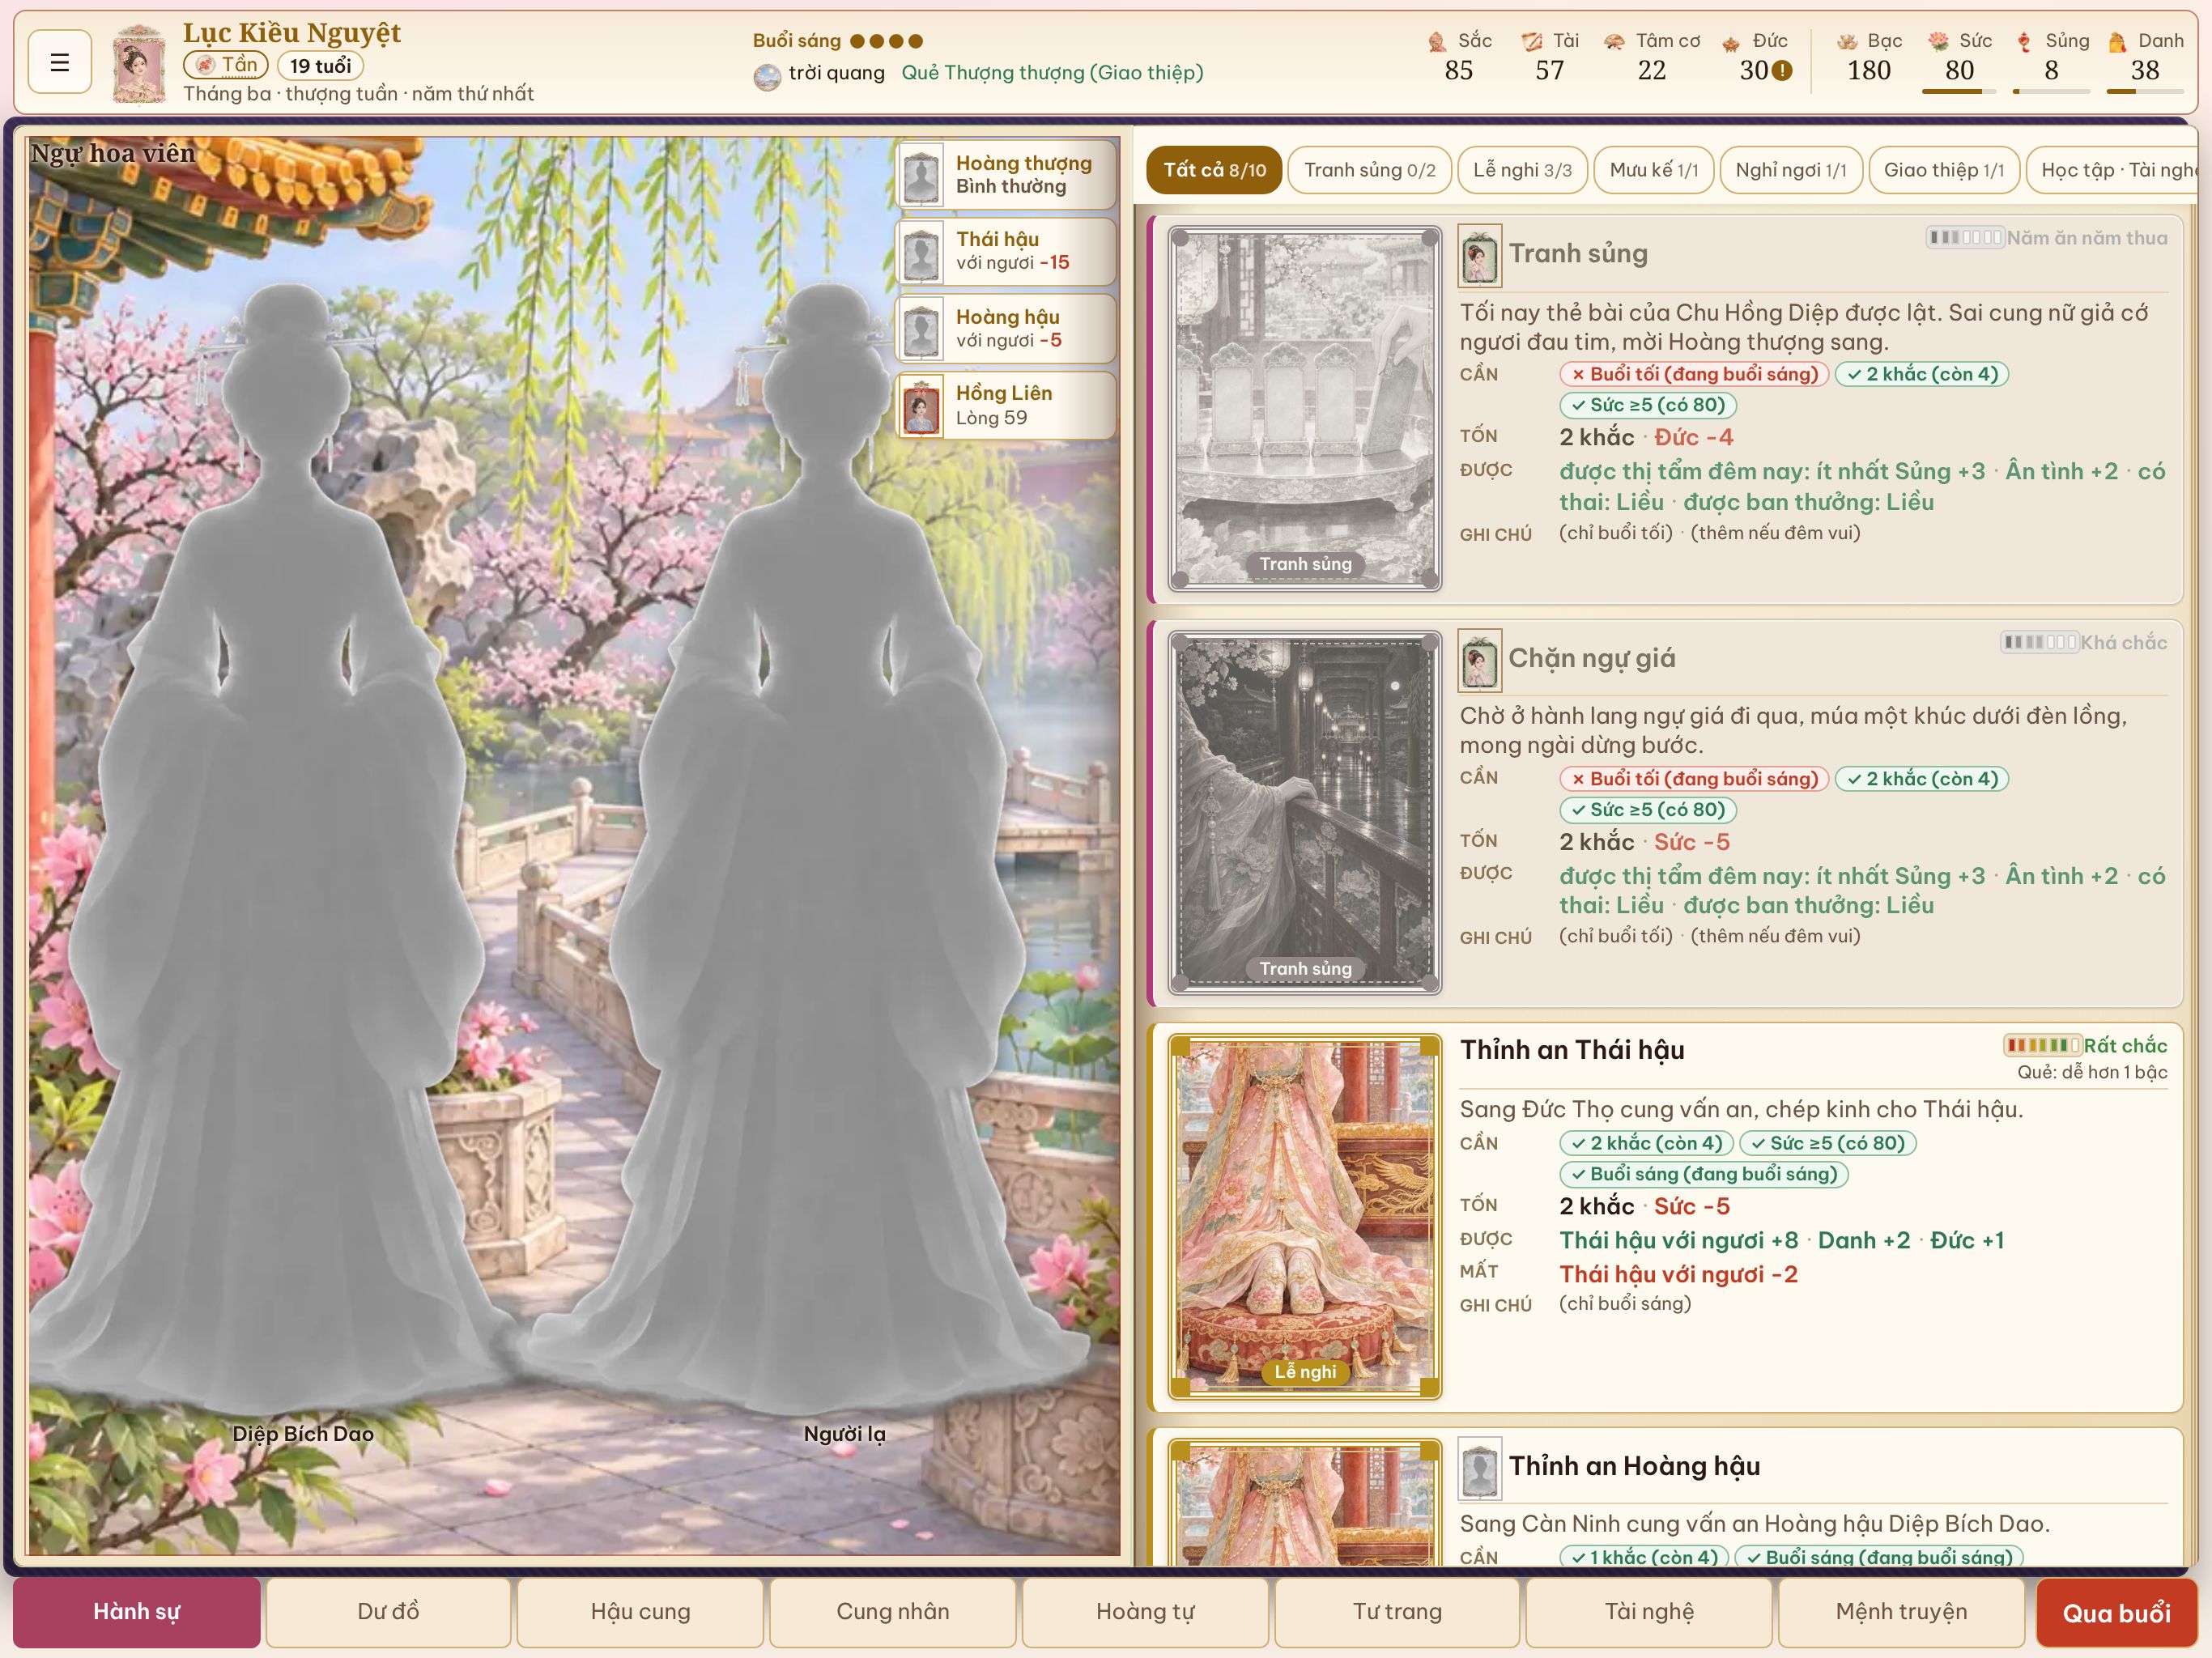 ☰
Lục Kiều Nguyệt
Tần
19 tuổi
Tháng ba · thượng tuần · năm thứ nhất
Buổi sáng
trời quang
Quẻ Thượng thượng (Giao thiệp)
Sắc
85
Tài
57
Tâm cơ
22
Đức
30 !
Bạc
180
Sức
80
Sủng
8
Danh
38
Ngự hoa viên
Hoàng thượng
Bình thường
Thái hậu
với ngươi -15
Hoàng hậu
với ngươi -5
Hồng Liên
Lòng 59
Diệp Bích Dao
Người lạ
Tất cả 8/10
Tranh sủng 0/2
Lễ nghi 3/3
Mưu kế 1/1
Nghỉ ngơi 1/1
Giao thiệp 1/1
Học tập · Tài nghệ
Tranh sủng
Tranh sủng
Năm ăn năm thua
Tối nay thẻ bài của Chu Hồng Diệp được lật. Sai cung nữ giả cớ
ngươi đau tim, mời Hoàng thượng sang.
CẦN
× Buổi tối (đang buổi sáng)
✓ 2 khắc (còn 4)
✓ Sức ≥5 (có 80)
TỐN
2 khắc · Đức -4
ĐƯỢC
được thị tẩm đêm nay: ít nhất Sủng +3 · Ân tình +2 · có
thai: Liều · được ban thưởng: Liều
GHI CHÚ
(chỉ buổi tối) · (thêm nếu đêm vui)
Tranh sủng
Chặn ngự giá
Khá chắc
Chờ ở hành lang ngự giá đi qua, múa một khúc dưới đèn lồng,
mong ngài dừng bước.
CẦN
× Buổi tối (đang buổi sáng)
✓ 2 khắc (còn 4)
✓ Sức ≥5 (có 80)
TỐN
2 khắc · Sức -5
ĐƯỢC
được thị tẩm đêm nay: ít nhất Sủng +3 · Ân tình +2 · có
thai: Liều · được ban thưởng: Liều
GHI CHÚ
(chỉ buổi tối) · (thêm nếu đêm vui)
Lễ nghi
Thỉnh an Thái hậu
Rất chắc
Quẻ: dễ hơn 1 bậc
Sang Đức Thọ cung vấn an, chép kinh cho Thái hậu.
CẦN
✓ 2 khắc (còn 4)
✓ Sức ≥5 (có 80)
✓ Buổi sáng (đang buổi sáng)
TỐN
2 khắc · Sức -5
ĐƯỢC
Thái hậu với ngươi +8 · Danh +2 · Đức +1
MẤT
Thái hậu với ngươi -2
GHI CHÚ
(chỉ buổi sáng)
Thỉnh an Hoàng hậu
Sang Càn Ninh cung vấn an Hoàng hậu Diệp Bích Dao.
CẦN
✓ 1 khắc (còn 4)
✓ Buổi sáng (đang buổi sáng)
Hành sự
Dư đồ
Hậu cung
Cung nhân
Hoàng tự
Tư trang
Tài nghệ
Mệnh truyện
Qua buổi